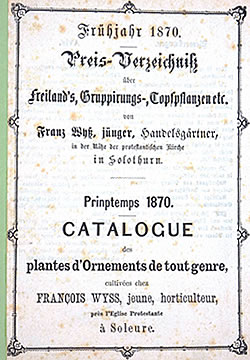 Frühjahr 1870.
Preis-Verzeichniß
über
Freiland's, Gruppirungs-, Topfpflanzen etc.
von
Franz Wyß, jünger, Handelsgärtner,
in der Nähe der protestantischen Kirche
in Solothurn.
Prinptemps 1870.
CATALOGUE
des
plantes d'Ornements de tout genre,
cultivées chez
FRANÇOIS WYSS, jeune, horticulteur,
près l'Eglise Protestante
à Soleure.